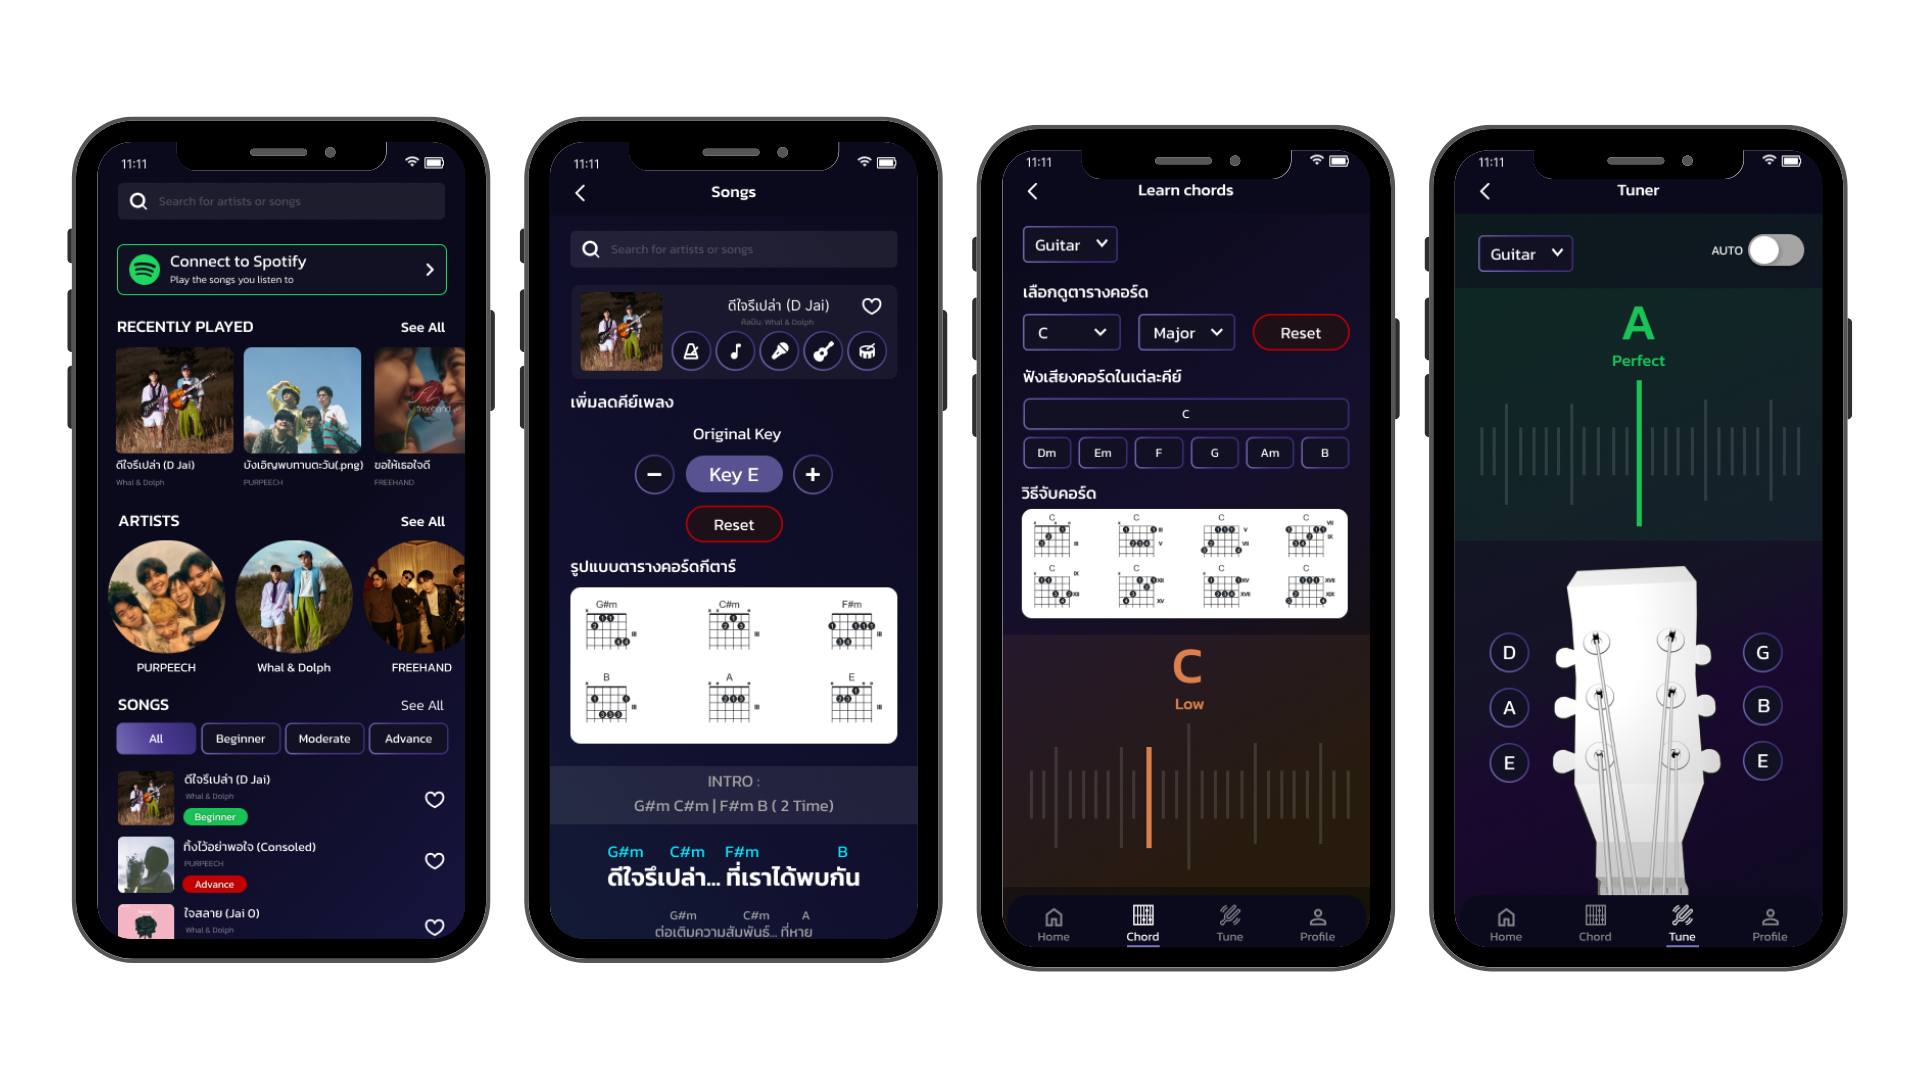 11:11
Search for artists or songs
Connect to Spotify
Play the songs you listen to
RECENTLY PLAYED See All
freehand
ดีใจรึเปล่า (D Jai) บังเอิญพบทานตะวัน(.png) ขอให้เธอใจดี
Whal & Dolph PURPEECH FREEHAND
ARTISTS See All
PURPEECH Whal & Dolph FREEHAND
SONGS See All
All Beginner Moderate Advance
ดีใจรึเปล่า (D Jai)
Whal & Dolph
Beginner
ทิ้งไว้อย่าพอใจ (Consoled)
PURPEECH
Advance
ใจสลาย (Jai O)
Whal & Dolph
11:11
Songs
Search for artists or songs
ดีใจรึเปล่า (D Jai)
ศิลปิน: Whal & Dolph
เพิ่มลดคีย์เพลง
Original Key
Key E
Reset
รูปแบบตารางคอร์ดกีตาร์
G#m C#m F#m
B A E
INTRO :
G#m C#m | F#m B ( 2 Time)
G#m C#m F#m B
ดีใจรึเปล่า... ที่เราได้พบกัน
G#m C#m A
ต่อเติมความสัมพันธ์... ที่หาย
11:11
Learn chords
Guitar
เลือกดูตารางคอร์ด
C Major Reset
ฟังเสียงคอร์ดในแต่ละคีย์
C
Dm Em F G Am B
วิธีจับคอร์ด
C C C C
C C C C
C
Low
Home Chord Tune Profile
11:11
Tuner
Guitar AUTO
A
Perfect
D G
A B
E E
Home Chord Tune Profile